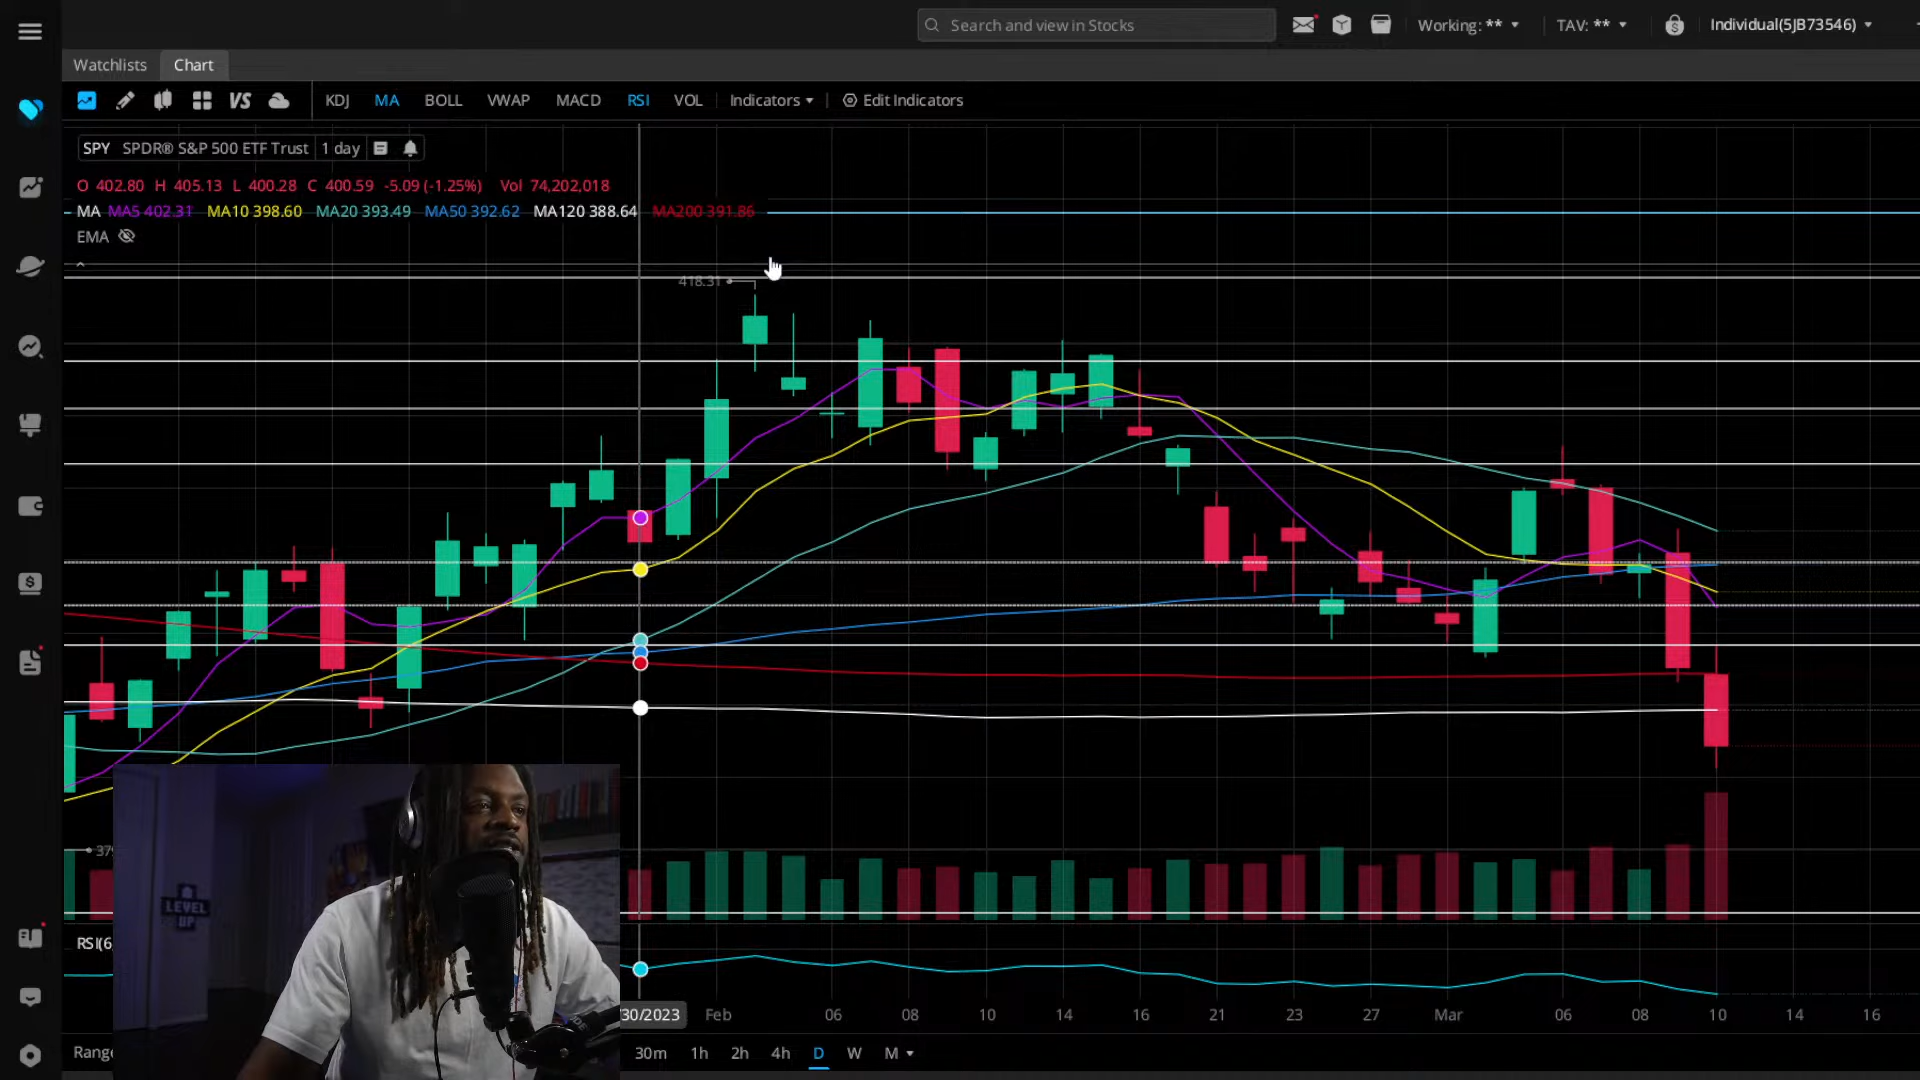 Search and view in Stocks
Working: **
TAV: **
Individual(5JB73546)
Watchlists
Chart
VS
KDJ
MA
BOLL
VWAP
MACD
RSI
VOL
Indicators
Edit Indicators
SPY SPDR® S&P 500 ETF Trust 1 day
O 402.80 H 405.13 L 400.28 C 400.59 -5.09 (-1.25%) Vol 74,202,018
MA MA5 402.31 MA10 398.60 MA20 393.49 MA50 392.62 MA120 388.64 MA200 391.86
EMA
418.31
379
LEVEL
UP
RSI(6,
/30/2023 Feb 06 08 10 14 16 21 23 27 Mar 06 08 10 14 16
Rang
30m 1h 2h 4h D W M